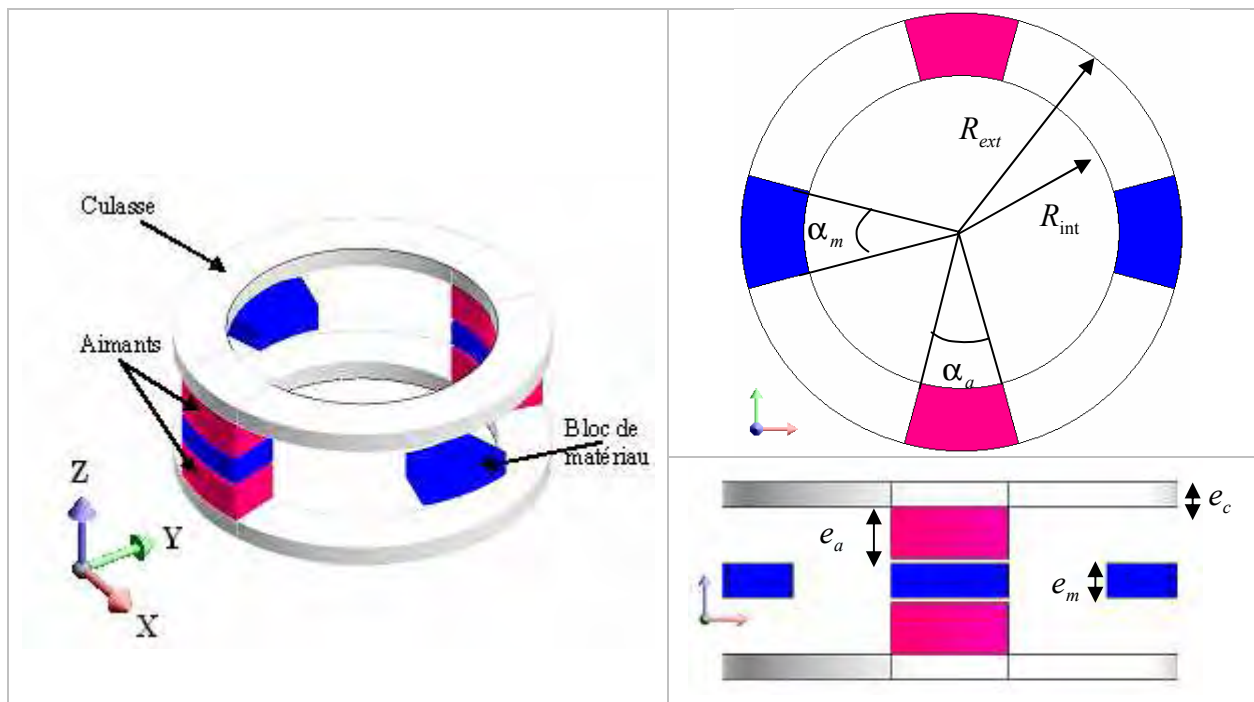 Culasse
Aimants
Bloc de
matériau
Z
Y
X
R_ext
R_int
α_m
α_a
e_c
e_a
e_m